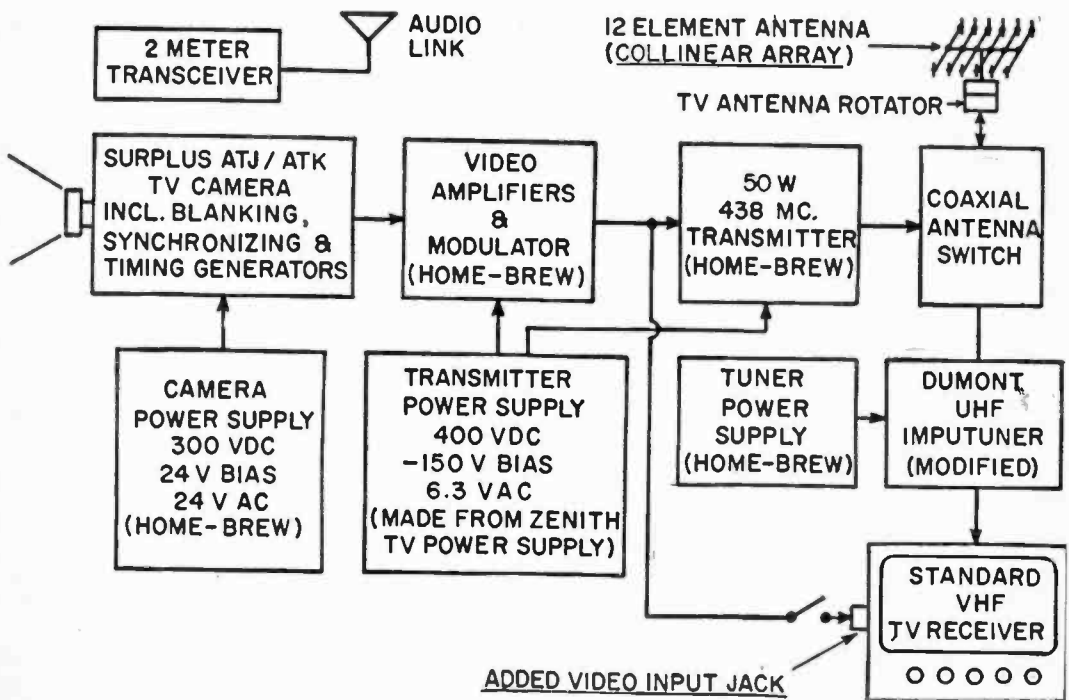 2 METER
TRANSCEIVER
AUDIO
LINK
12 ELEMENT ANTENNA
(COLLINEAR ARRAY)
TV ANTENNA ROTATOR
SURPLUS ATJ / ATK
TV CAMERA
INCL. BLANKING,
SYNCHRONIZING &
TIMING GENERATORS
VIDEO
AMPLIFIERS
&
MODULATOR
(HOME-BREW)
50 W
438 MC.
TRANSMITTER
(HOME-BREW)
COAXIAL
ANTENNA
SWITCH
CAMERA
POWER SUPPLY
300 VDC
24 V BIAS
24 V AC
(HOME-BREW)
TRANSMITTER
POWER SUPPLY
400 VDC
-150 V BIAS
6.3 VAC
(MADE FROM ZENITH
TV POWER SUPPLY)
TUNER
POWER
SUPPLY
(HOME-BREW)
DUMONT
UHF
IMPUTUNER
(MODIFIED)
STANDARD
VHF
TV RECEIVER
ADDED VIDEO INPUT JACK